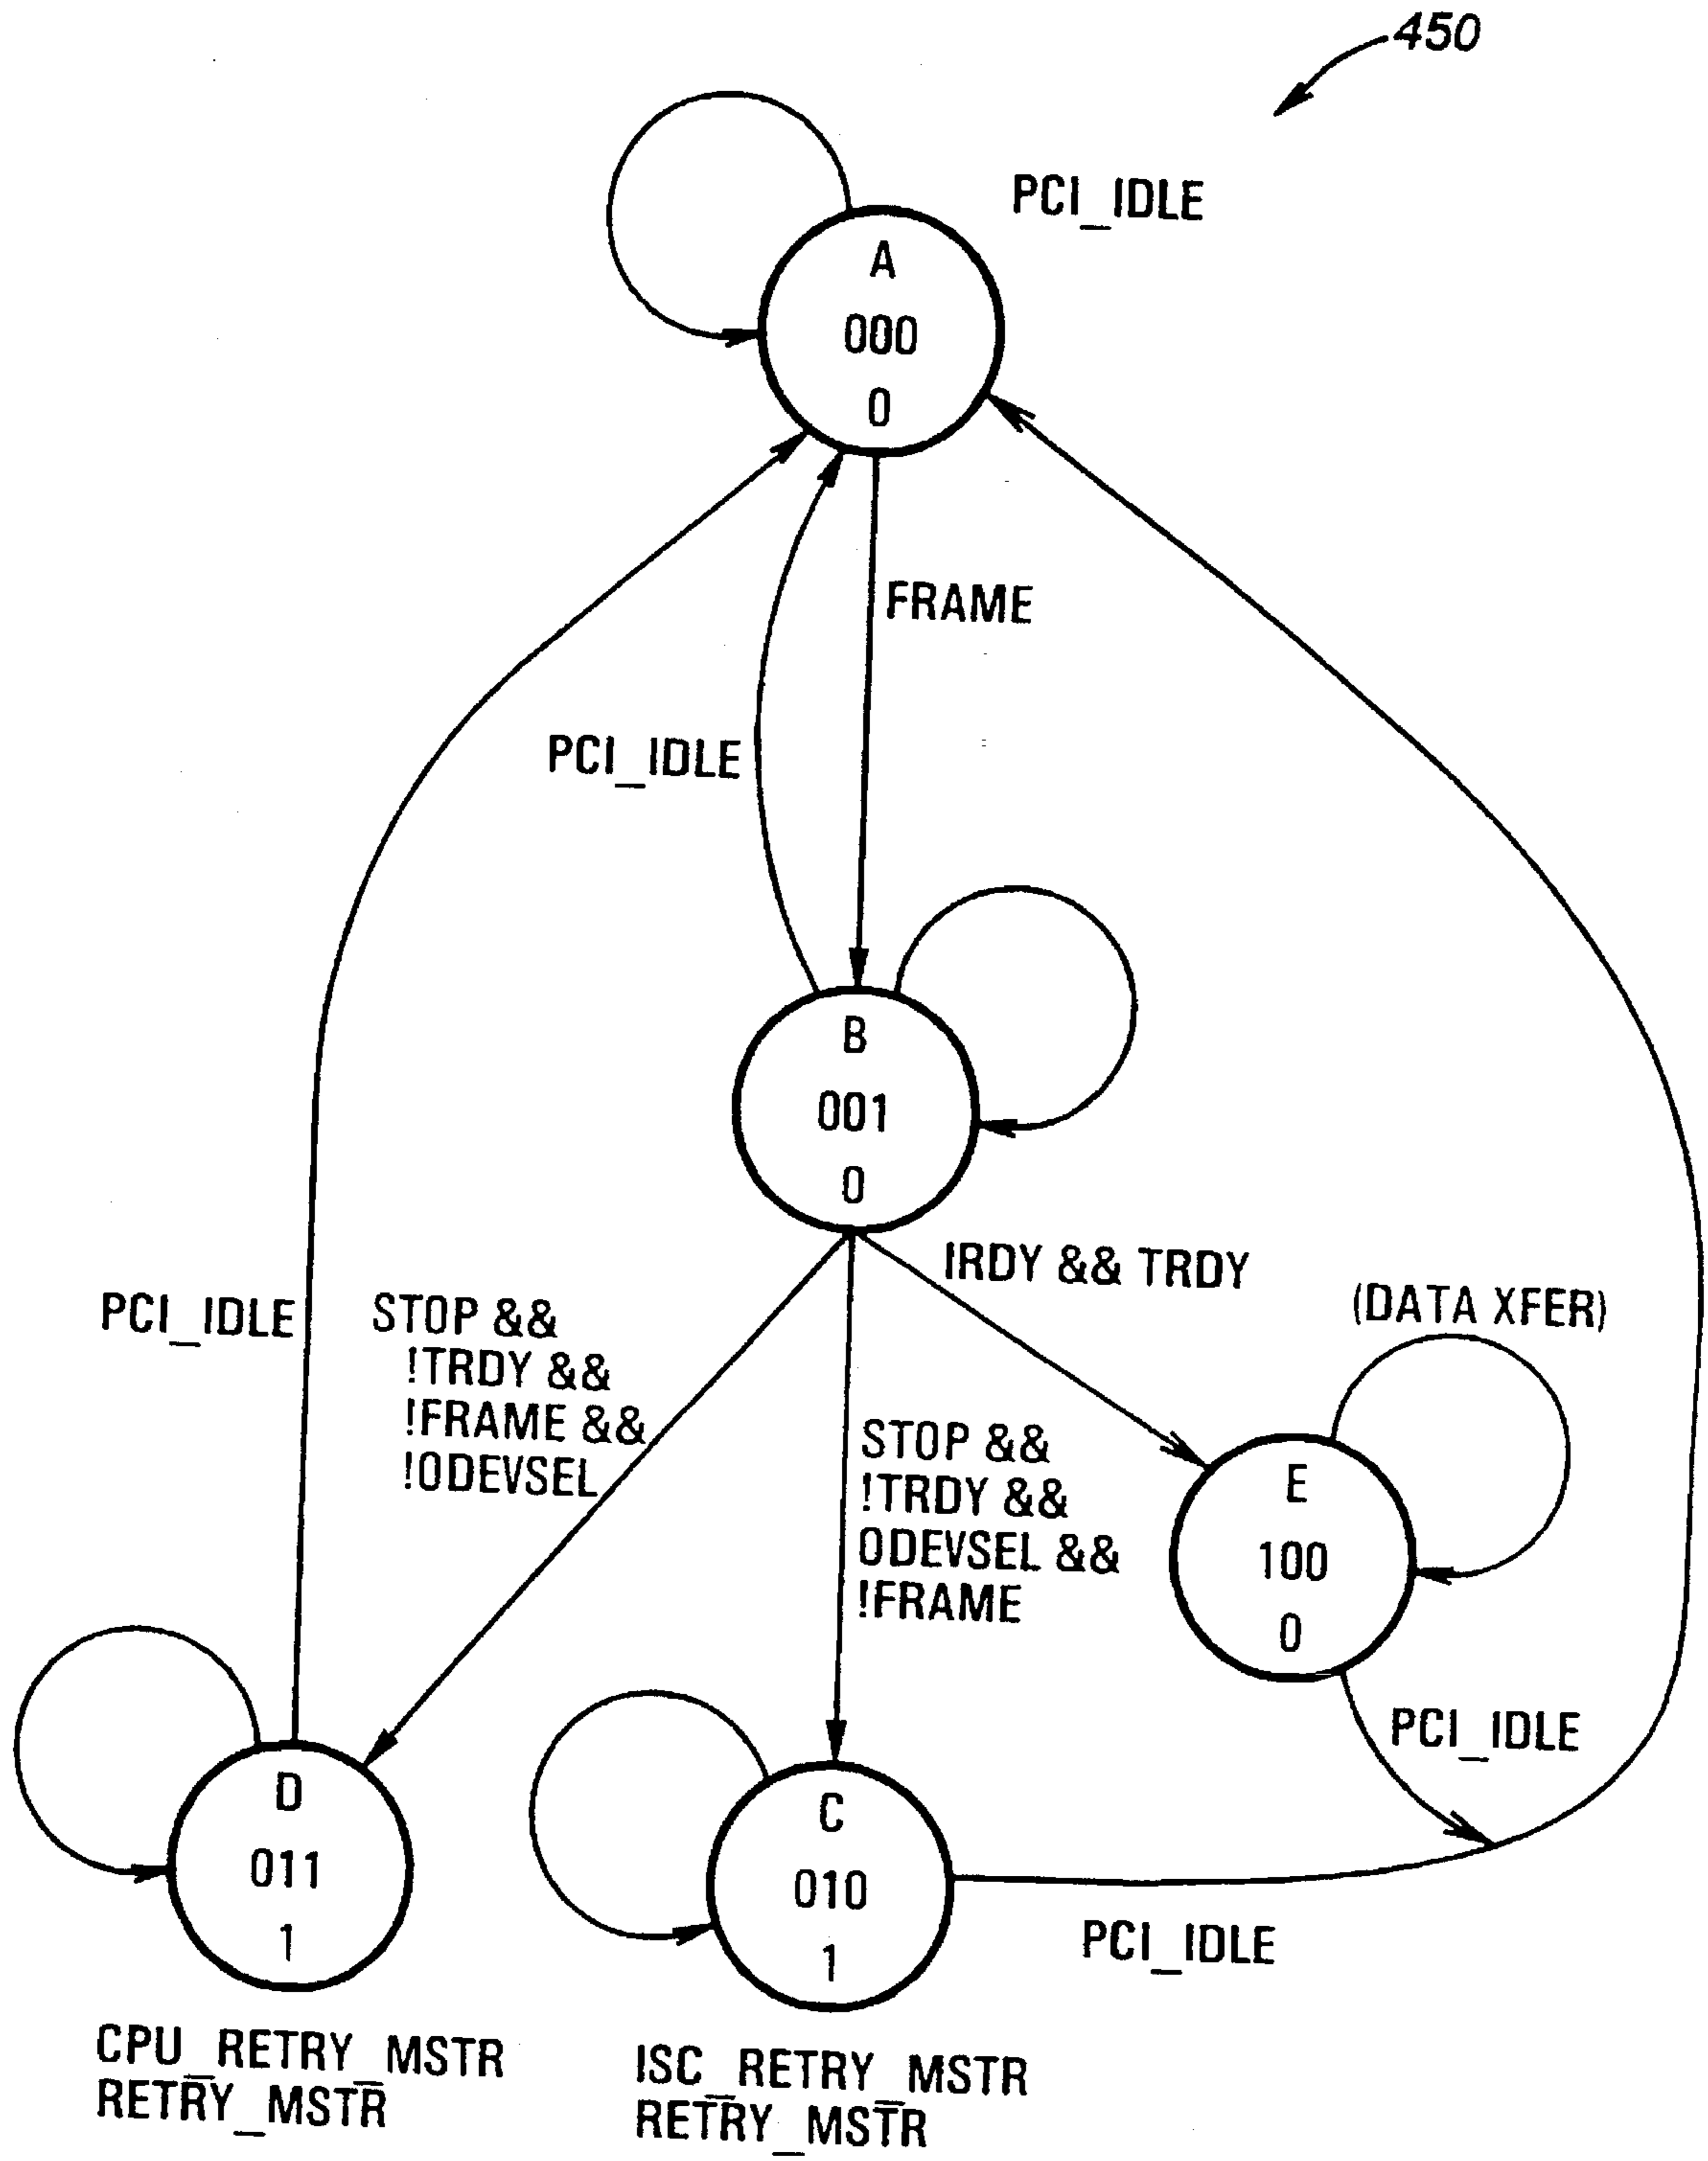 450
PCI_IDLE
A
000
0
FRAME
PCI_IDLE
B
001
0
IRDY && TRDY
(DATA XFER)
PCI_IDLE
STOP &&
!TRDY &&
!FRAME &&
!ODEVSEL
STOP &&
!TRDY &&
ODEVSEL &&
!FRAME
E
100
0
PCI_IDLE
D
011
1
C
010
1
PCI_IDLE
CPU_RETRY_MSTR
RETRY_MSTR
ISC_RETRY_MSTR
RETRY_MSTR